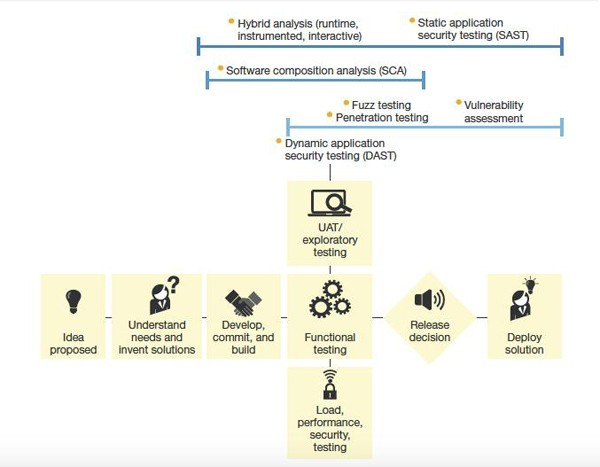 Hybrid analysis (runtime,
instrumented, interactive)
Static application
security testing (SAST)
Software composition analysis (SCA)
Fuzz testing
Penetration testing
Vulnerability
assessment
Dynamic application
security testing (DAST)
UAT/
exploratory
testing
Idea
proposed
Understand
needs and
invent solutions
Develop,
commit, and
build
Functional
testing
Release
decision
Deploy
solution
Load,
performance,
security,
testing